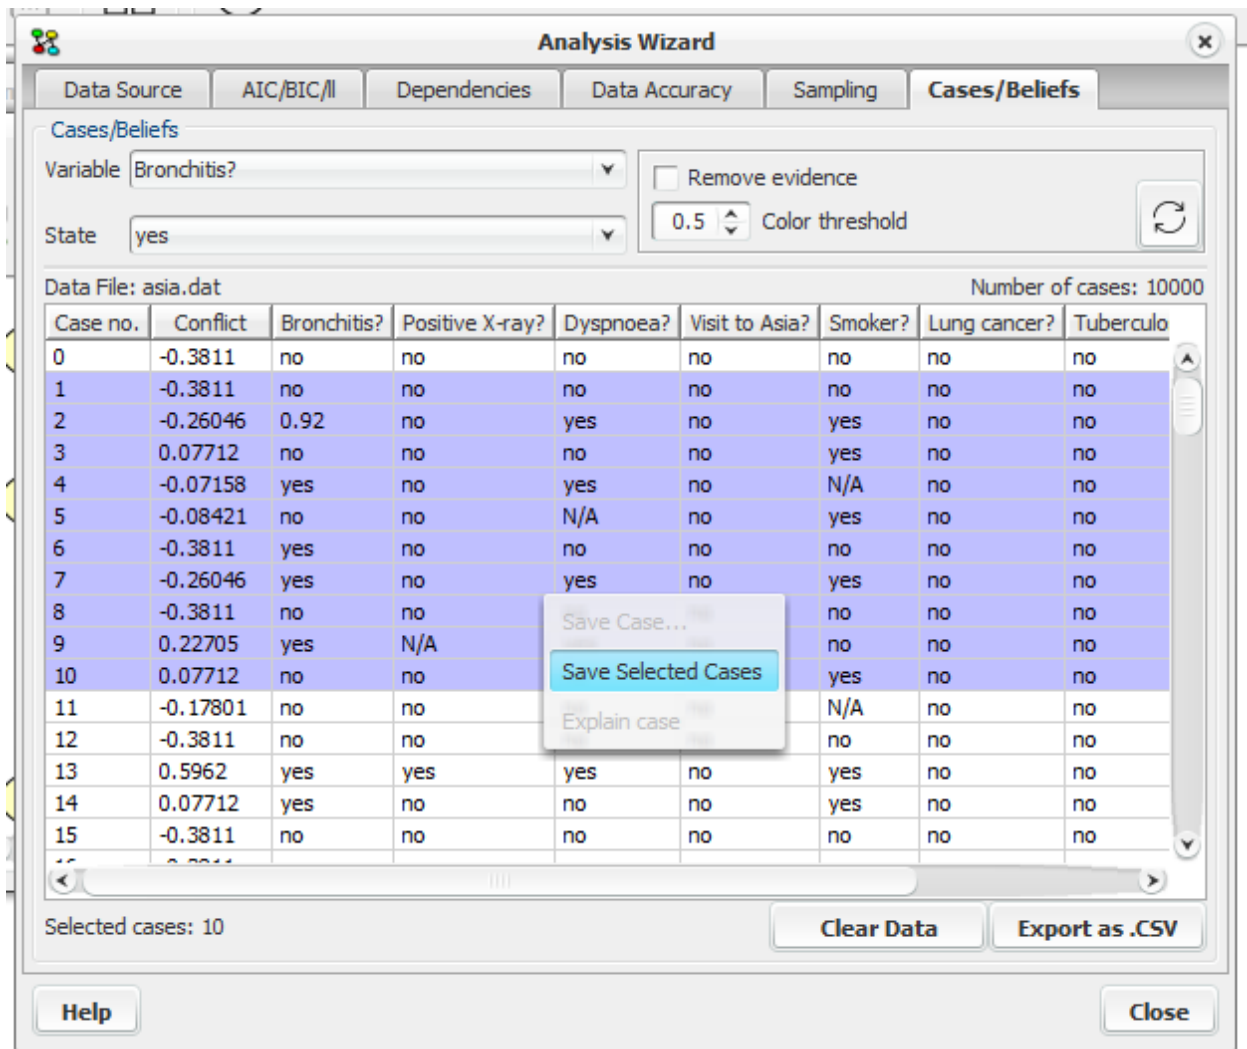 Analysis Wizard
Data Source AIC/BIC/ll Dependencies Data Accuracy Sampling Cases/Beliefs
Cases/Beliefs
Variable Bronchitis? Remove evidence
0.5 Color threshold
State yes
Data File: asia.dat Number of cases: 10000
Case no. Conflict Bronchitis? Positive X-ray? Dyspnoea? Visit to Asia? Smoker? Lung cancer? Tuberculo
0 -0.3811 no no no no no no no
1 -0.3811 no no no no no no no
2 -0.26046 0.92 no yes no yes no no
3 0.07712 no no no no yes no no
4 -0.07158 yes no yes no N/A no no
5 -0.08421 no no N/A no yes no no
6 -0.3811 yes no no no no no no
7 -0.26046 yes no yes no yes no no
8 -0.3811 no no Save Case... no no no
9 0.22705 yes N/A no no no
10 0.07712 no no Save Selected Cases yes no no
11 -0.17801 no no Explain case N/A no no
12 -0.3811 no no no no no
13 0.5962 yes yes yes no yes no no
14 0.07712 yes no no no yes no no
15 -0.3811 no no no no no no no
Selected cases: 10 Clear Data Export as .CSV
Help Close